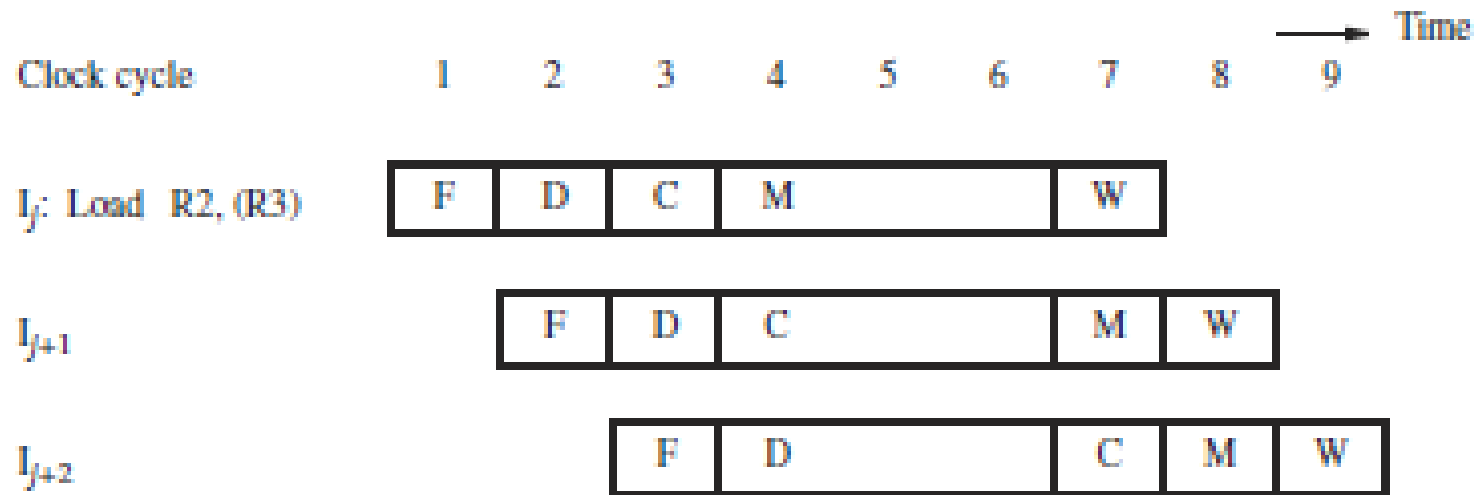 Time
Clock cycle 1 2 3 4 5 6 7 8 9
Ij: Load R2, (R3) F D C M W
Ij+1 F D C M W
Ij+2 F D C M W